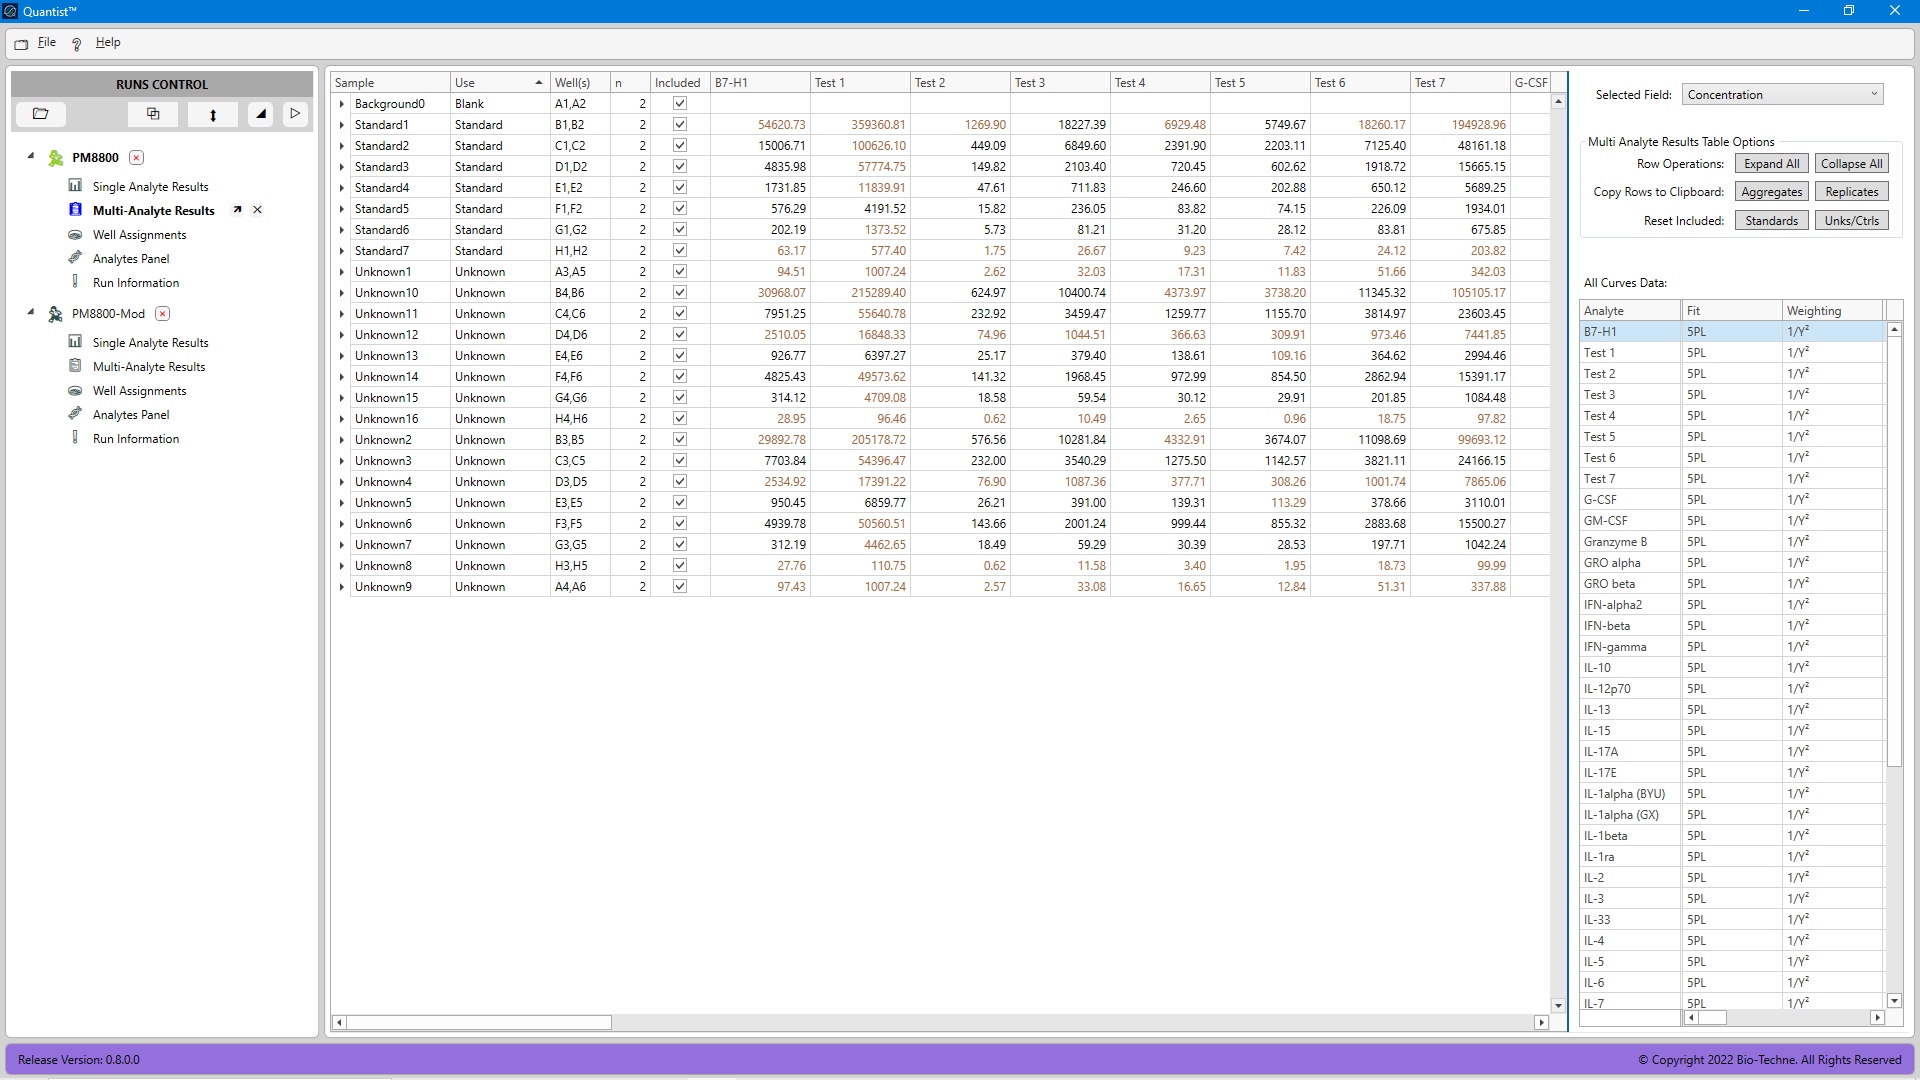 Quantist™
File Help
RUNS CONTROL
PM8800
Single Analyte Results
Multi-Analyte Results
Well Assignments
Analytes Panel
Run Information
PM8800-Mod
Single Analyte Results
Multi-Analyte Results
Well Assignments
Analytes Panel
Run Information
Sample Use Well(s) n Included B7-H1 Test 1 Test 2 Test 3 Test 4 Test 5 Test 6 Test 7 G-CSF
Background0 Blank A1,A2 2
Standard1 Standard B1,B2 2 54620.73 359360.81 1269.90 18227.39 6929.48 5749.67 18260.17 194928.96
Standard2 Standard C1,C2 2 15006.71 100626.10 449.09 6849.60 2391.90 2203.11 7125.40 48161.18
Standard3 Standard D1,D2 2 4835.98 57774.75 149.82 2103.40 720.45 602.62 1918.72 15665.15
Standard4 Standard E1,E2 2 1731.85 11839.91 47.61 711.83 246.60 202.88 650.12 5689.25
Standard5 Standard F1,F2 2 576.29 4191.52 15.82 236.05 83.82 74.15 226.09 1934.01
Standard6 Standard G1,G2 2 202.19 1373.52 5.73 81.21 31.20 28.12 83.81 675.85
Standard7 Standard H1,H2 2 63.17 577.40 1.75 26.67 9.23 7.42 24.12 203.82
Unknown1 Unknown A3,A5 2 94.51 1007.24 2.62 32.03 17.31 11.83 51.66 342.03
Unknown10 Unknown B4,B6 2 30968.07 215289.40 624.97 10400.74 4373.97 3738.20 11345.32 105105.17
Unknown11 Unknown C4,C6 2 7951.25 55640.78 232.92 3459.47 1259.77 1155.70 3814.97 23603.45
Unknown12 Unknown D4,D6 2 2510.05 16848.33 74.96 1044.51 366.63 309.91 973.46 7441.85
Unknown13 Unknown E4,E6 2 926.77 6397.27 25.17 379.40 138.61 109.16 364.62 2994.46
Unknown14 Unknown F4,F6 2 4825.43 49573.62 141.32 1968.45 972.99 854.50 2862.94 15391.17
Unknown15 Unknown G4,G6 2 314.12 4709.08 18.58 59.54 30.12 29.91 201.85 1084.48
Unknown16 Unknown H4,H6 2 28.95 96.46 0.62 10.49 2.65 0.96 18.75 97.82
Unknown2 Unknown B3,B5 2 29892.78 205178.72 576.56 10281.84 4332.91 3674.07 11098.69 99693.12
Unknown3 Unknown C3,C5 2 7703.84 54396.47 232.00 3540.29 1275.50 1142.57 3821.11 24166.15
Unknown4 Unknown D3,D5 2 2534.92 17391.22 76.90 1087.36 377.71 308.26 1001.74 7865.06
Unknown5 Unknown E3,E5 2 950.45 6859.77 26.21 391.00 139.31 113.29 378.66 3110.01
Unknown6 Unknown F3,F5 2 4939.78 50560.51 143.66 2001.24 999.44 855.32 2883.68 15500.27
Unknown7 Unknown G3,G5 2 312.19 4462.65 18.49 59.29 30.39 28.53 197.71 1042.24
Unknown8 Unknown H3,H5 2 27.76 110.75 0.62 11.58 3.40 1.95 18.73 99.99
Unknown9 Unknown A4,A6 2 97.43 1007.24 2.57 33.08 16.65 12.84 51.31 337.88
Selected Field: Concentration
Multi Analyte Results Table Options
Row Operations: Expand All Collapse All
Copy Rows to Clipboard: Aggregates Replicates
Reset Included: Standards Unks/Ctrls
All Curves Data:
Analyte Fit Weighting
B7-H1 5PL 1/Y²
Test 1 5PL 1/Y²
Test 2 5PL 1/Y²
Test 3 5PL 1/Y²
Test 4 5PL 1/Y²
Test 5 5PL 1/Y²
Test 6 5PL 1/Y²
Test 7 5PL 1/Y²
G-CSF 5PL 1/Y²
GM-CSF 5PL 1/Y²
Granzyme B 5PL 1/Y²
GRO alpha 5PL 1/Y²
GRO beta 5PL 1/Y²
IFN-alpha2 5PL 1/Y²
IFN-beta 5PL 1/Y²
IFN-gamma 5PL 1/Y²
IL-10 5PL 1/Y²
IL-12p70 5PL 1/Y²
IL-13 5PL 1/Y²
IL-15 5PL 1/Y²
IL-17A 5PL 1/Y²
IL-17E 5PL 1/Y²
IL-1alpha (BYU) 5PL 1/Y²
IL-1alpha (GX) 5PL 1/Y²
IL-1beta 5PL 1/Y²
IL-1ra 5PL 1/Y²
IL-2 5PL 1/Y²
IL-3 5PL 1/Y²
IL-33 5PL 1/Y²
IL-4 5PL 1/Y²
IL-5 5PL 1/Y²
IL-6 5PL 1/Y²
IL-7 5PL 1/Y²
Release Version: 0.8.0.0
© Copyright 2022 Bio-Techne. All Rights Reserved